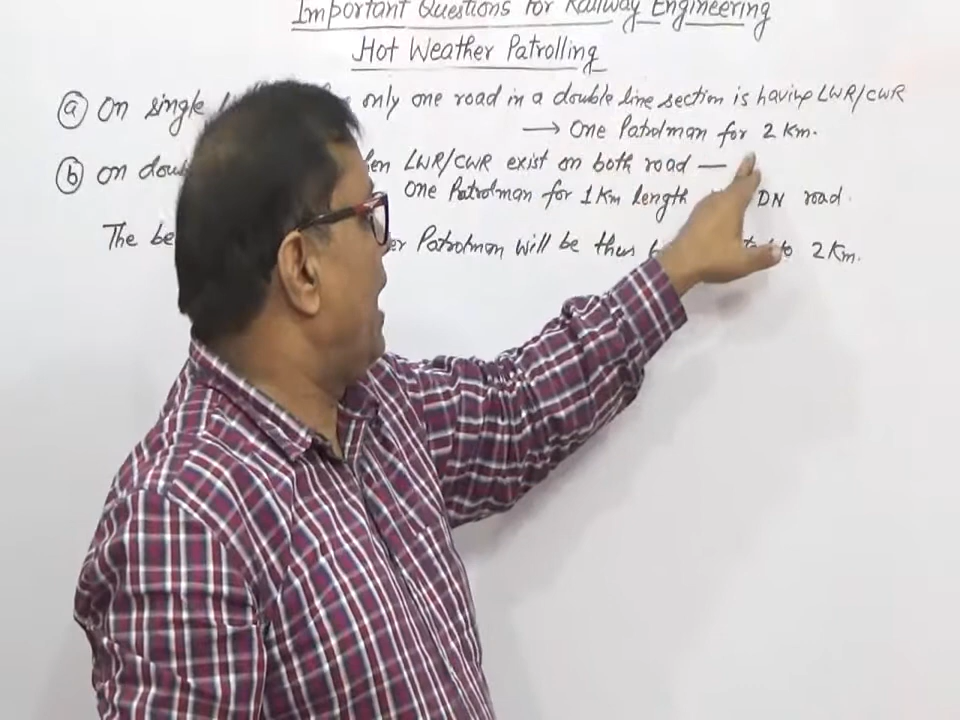 Important Questions for Railway Engineering
Hot Weather Patrolling
(a) On single only one road in a double line section is having LWR/CWR
→ One Patrolman for 2 Km.
(b) on LWR/CWR exist on both road —
One Patrolman for 1 Km length DN road.
The Patrolman will be thus to 2 Km.